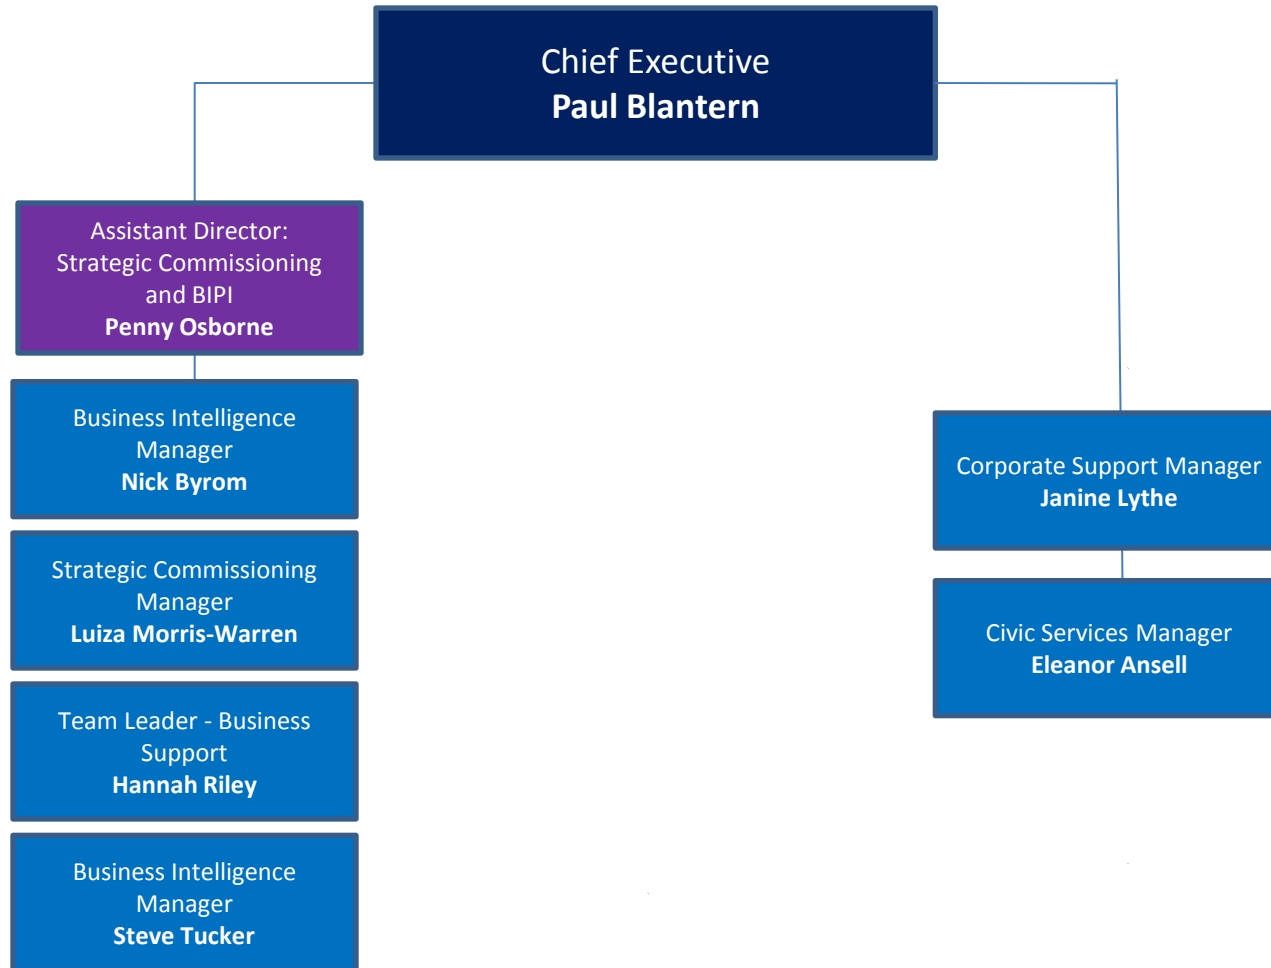 Chief Executive
Paul Blantern
Assistant Director:
Strategic Commissioning
and BIPI
Penny Osborne
Business Intelligence
Manager
Nick Byrom
Strategic Commissioning
Manager
Luiza Morris-Warren
Team Leader - Business
Support
Hannah Riley
Business Intelligence
Manager
Steve Tucker
Corporate Support Manager
Janine Lythe
Civic Services Manager
Eleanor Ansell